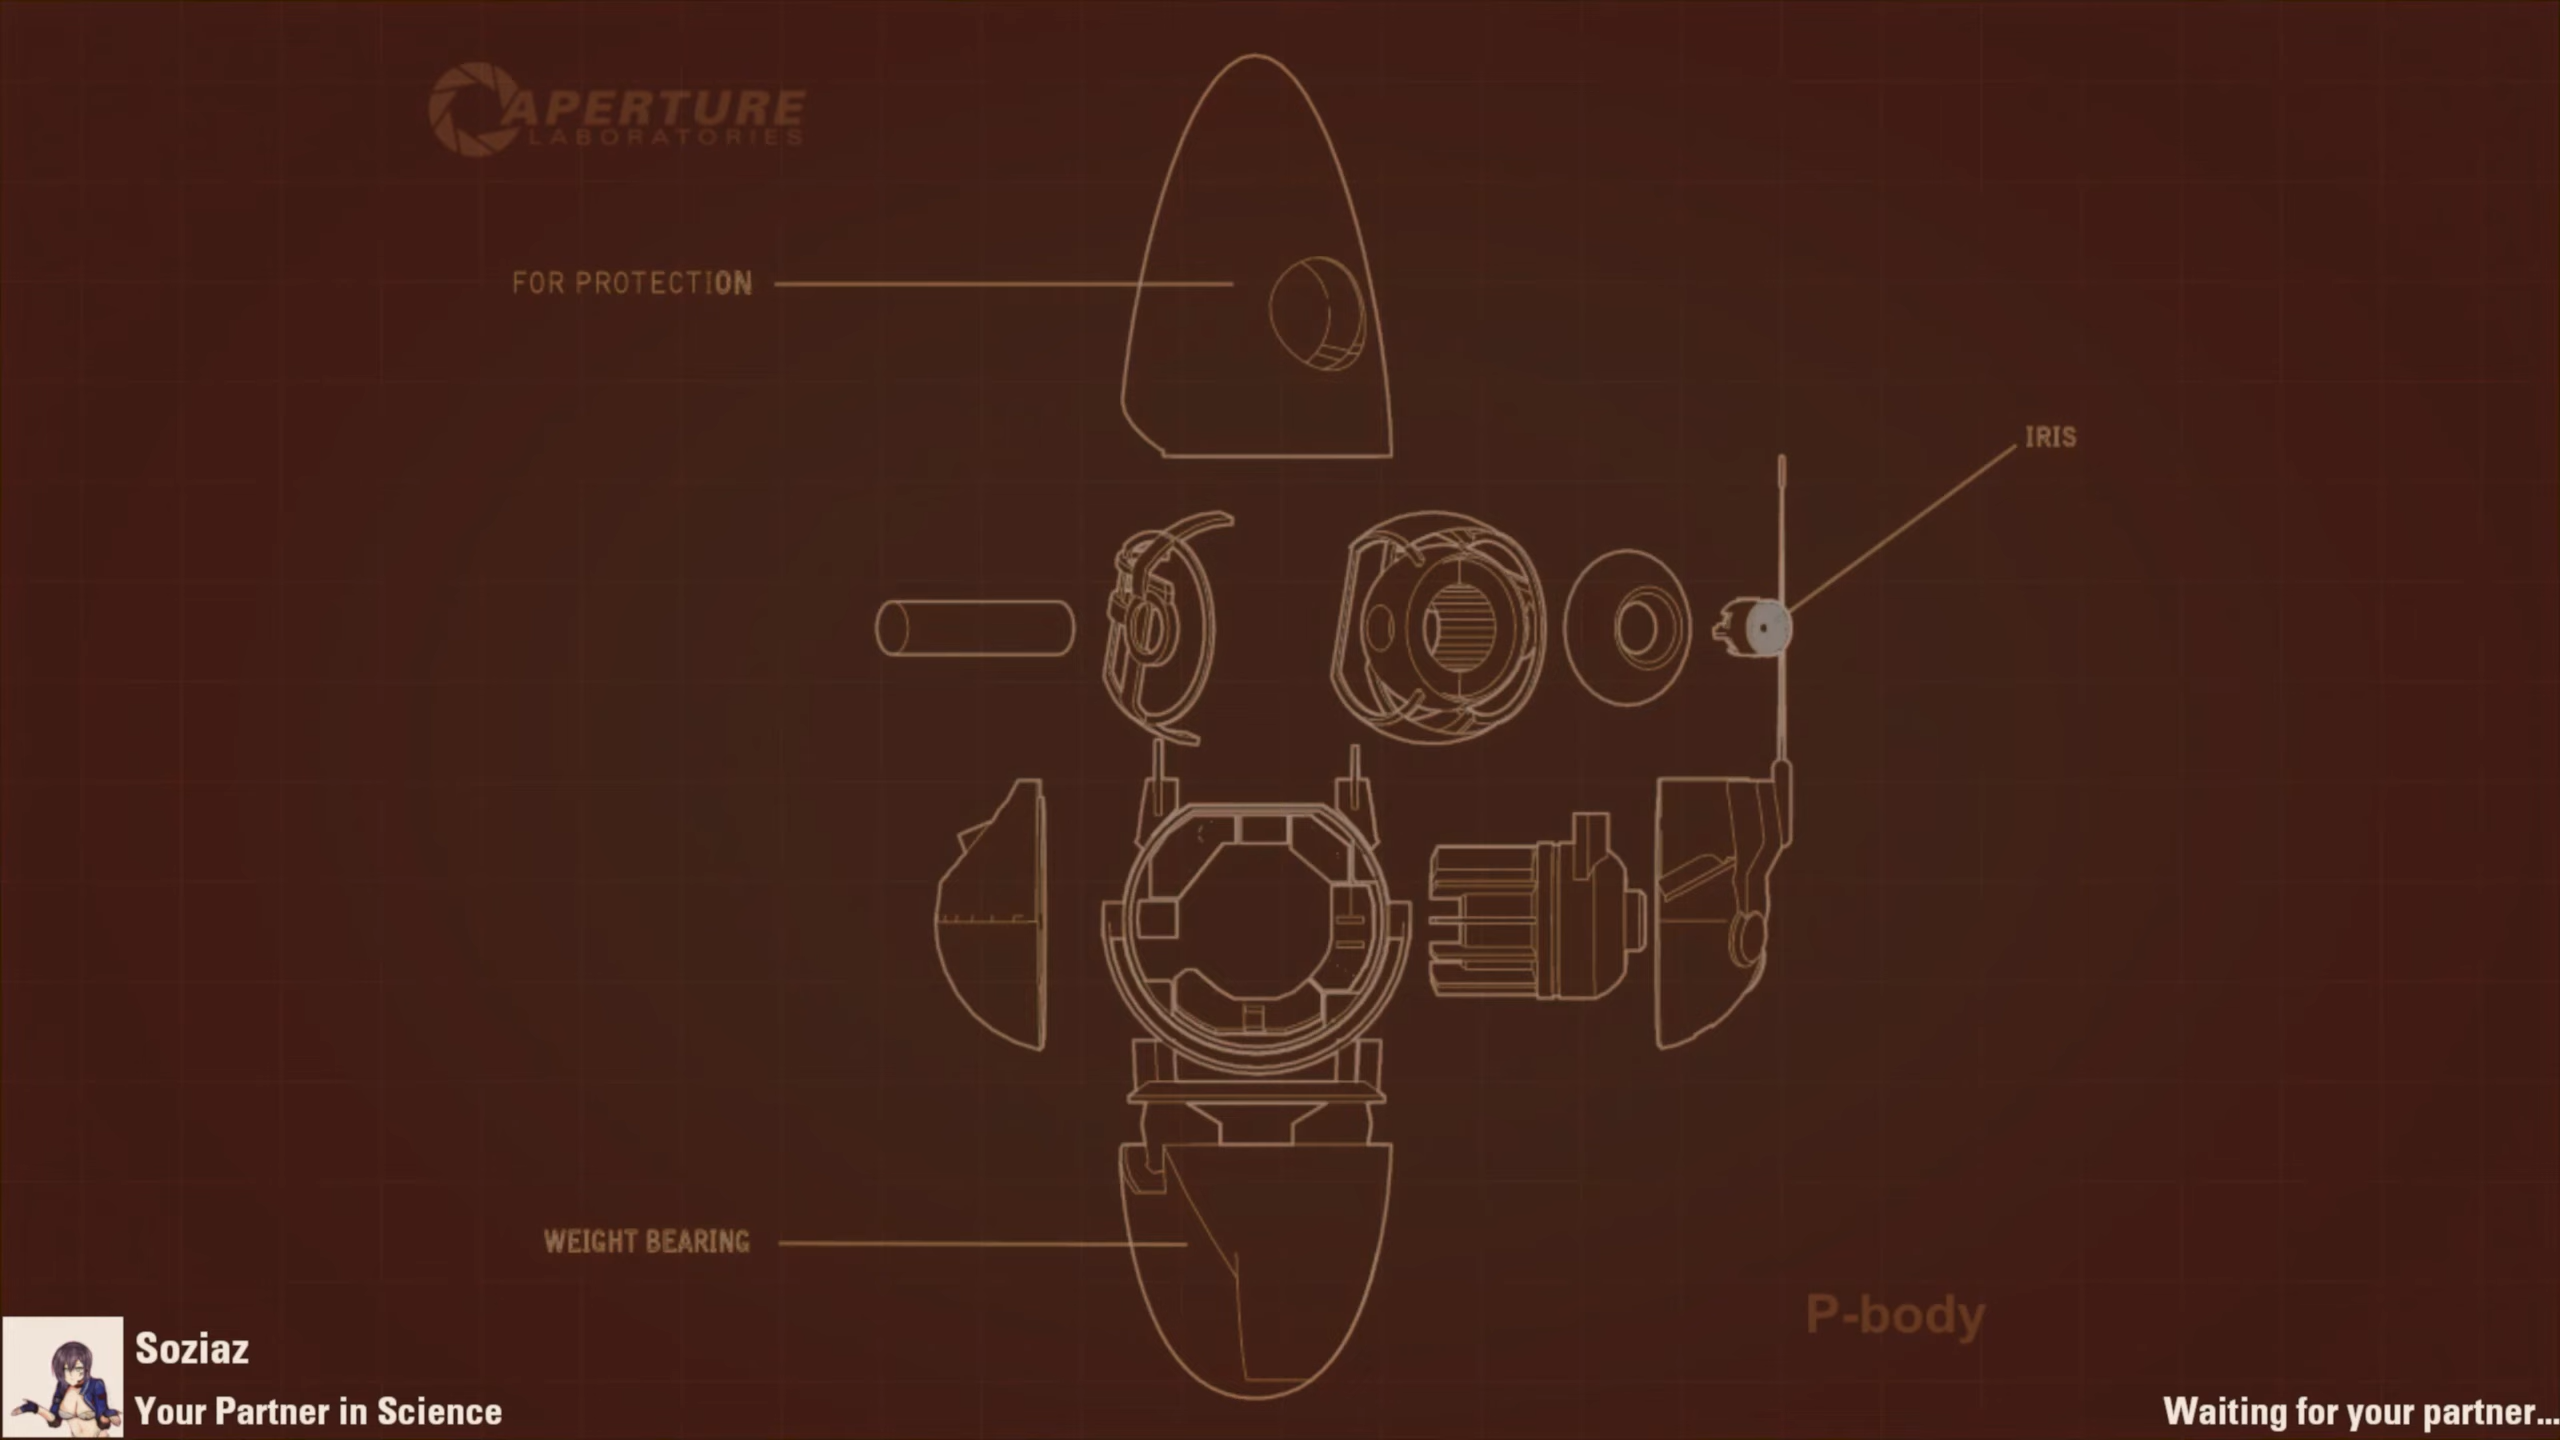 APERTURE
LABORATORIES
FOR PROTECTION
IRIS
WEIGHT BEARING
P-body
Soziaz
Your Partner in Science
Waiting for your partner...